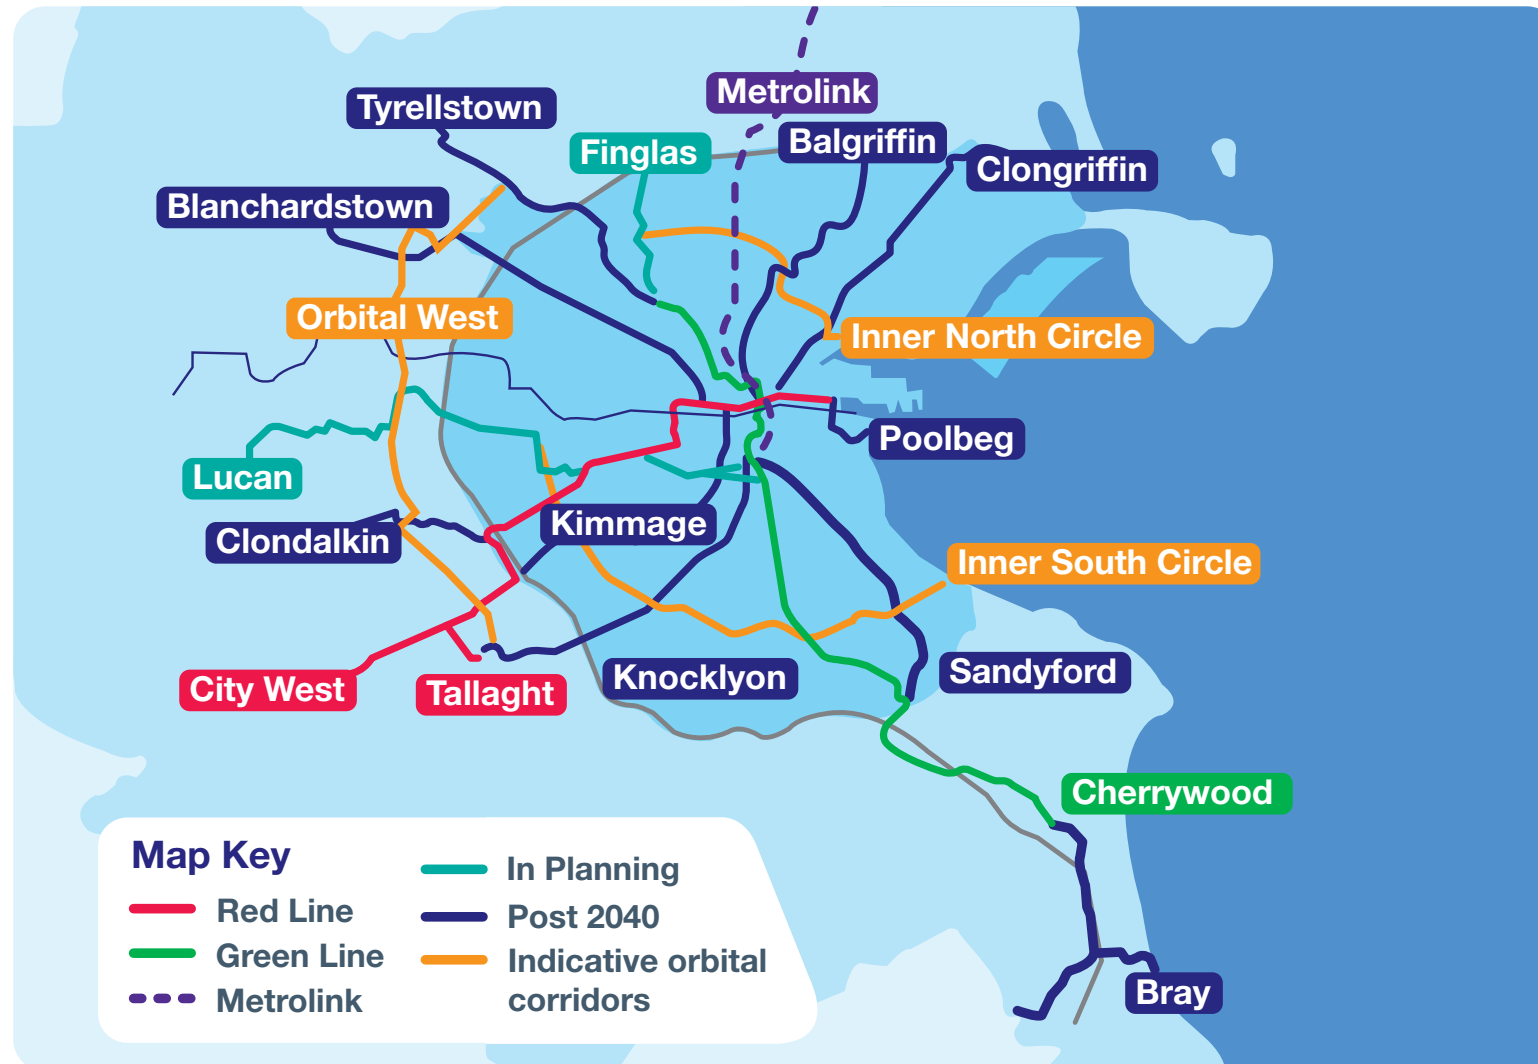 Metrolink
Tyrellstown
Finglas
Balgriffin
Clongriffin
Blanchardstown
Orbital West
Inner North Circle
Poolbeg
Lucan
Kimmage
Clondalkin
Inner South Circle
Sandyford
Knocklyon
City West
Tallaght
Cherrywood
Bray
Map Key
Red Line
Green Line
Metrolink
In Planning
Post 2040
Indicative orbital
corridors